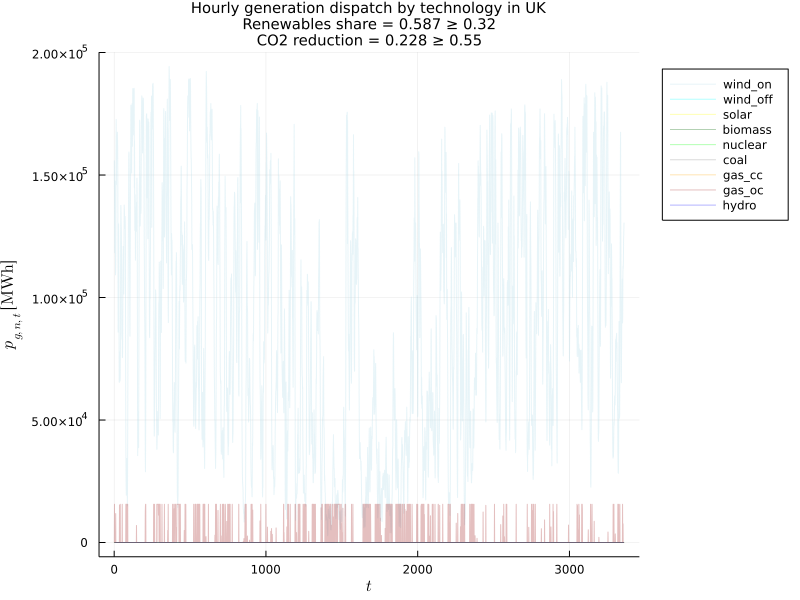 Hourly generation dispatch by technology in UK
Renewables share = 0.587 ≥ 0.32
CO2 reduction = 0.228 ≥ 0.55
2.00×10⁵
1.50×10⁵
1.00×10⁵
5.00×10⁴
0
p_{g,n,t} [MWh]
0 1000 2000 3000
t
wind_on
wind_off
solar
biomass
nuclear
coal
gas_cc
gas_oc
hydro